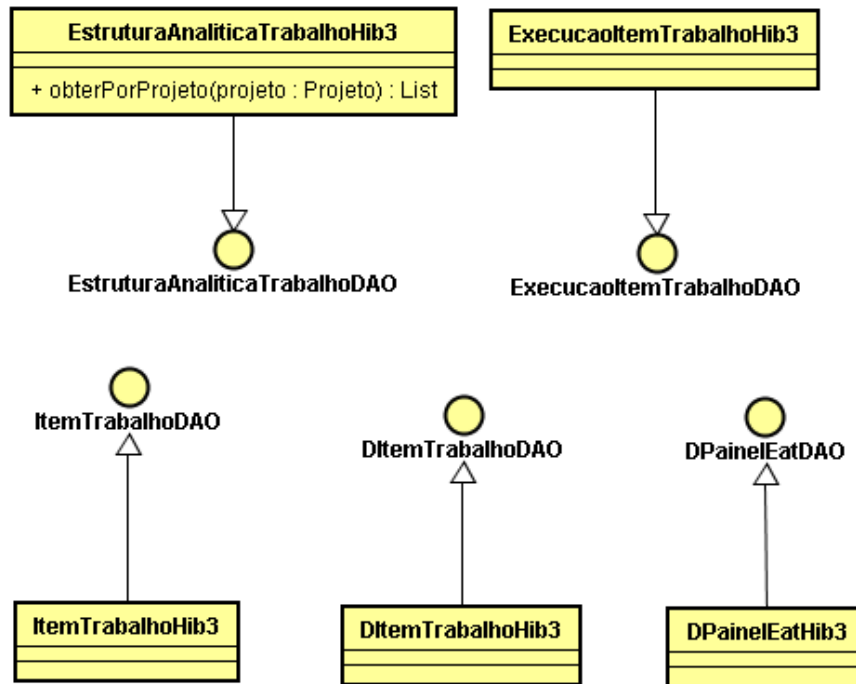 EstruturaAnaliticaTrabalhoHib3
+ obterPorProjeto(projeto : Projeto) : List
ExecucaoItemTrabalhoHib3
EstruturaAnaliticaTrabalhoDAO
ExecucaoItemTrabalhoDAO
ItemTrabalhoDAO
DItemTrabalhoDAO
DPainelEatDAO
ItemTrabalhoHib3
DItemTrabalhoHib3
DPainelEatHib3